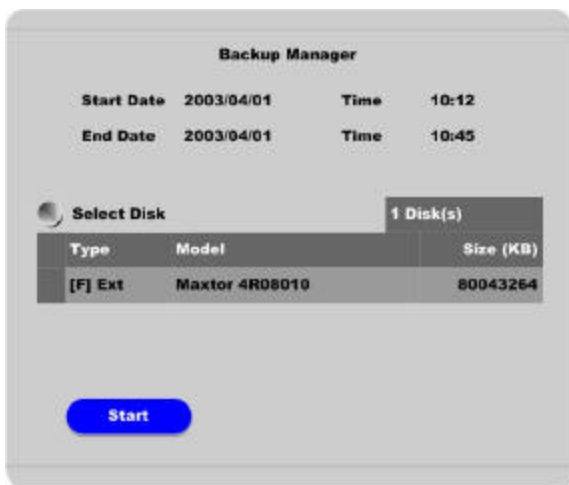 Backup Manager
Start Date 2003/04/01 Time 10:12
End Date 2003/04/01 Time 10:45
Select Disk 1 Disk(s)
Type Model Size (KB)
[F] Ext Maxtor 4R08010 80043264
Start